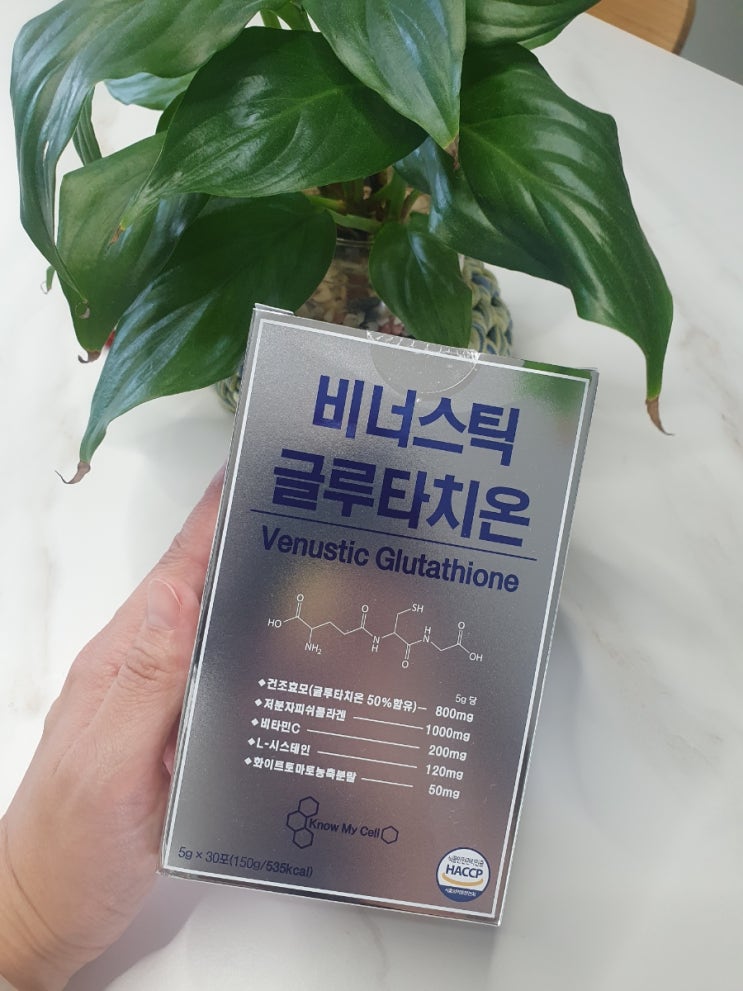 비너스틱
글루타치온
Venustic Glutathione
O
HO
NH₂
O
N
H
SH
O
H
N
O
OH
5g 당
◆건조효모(글루타치온 50%함유)— 800mg
◆저분자피쉬콜라겐 — 1000mg
◆비타민C — 200mg
◆L-시스테인 — 120mg
◆화이트토마토농축분말 — 50mg
Know My Cell
5g × 30포(150g/535kcal)
HACCP